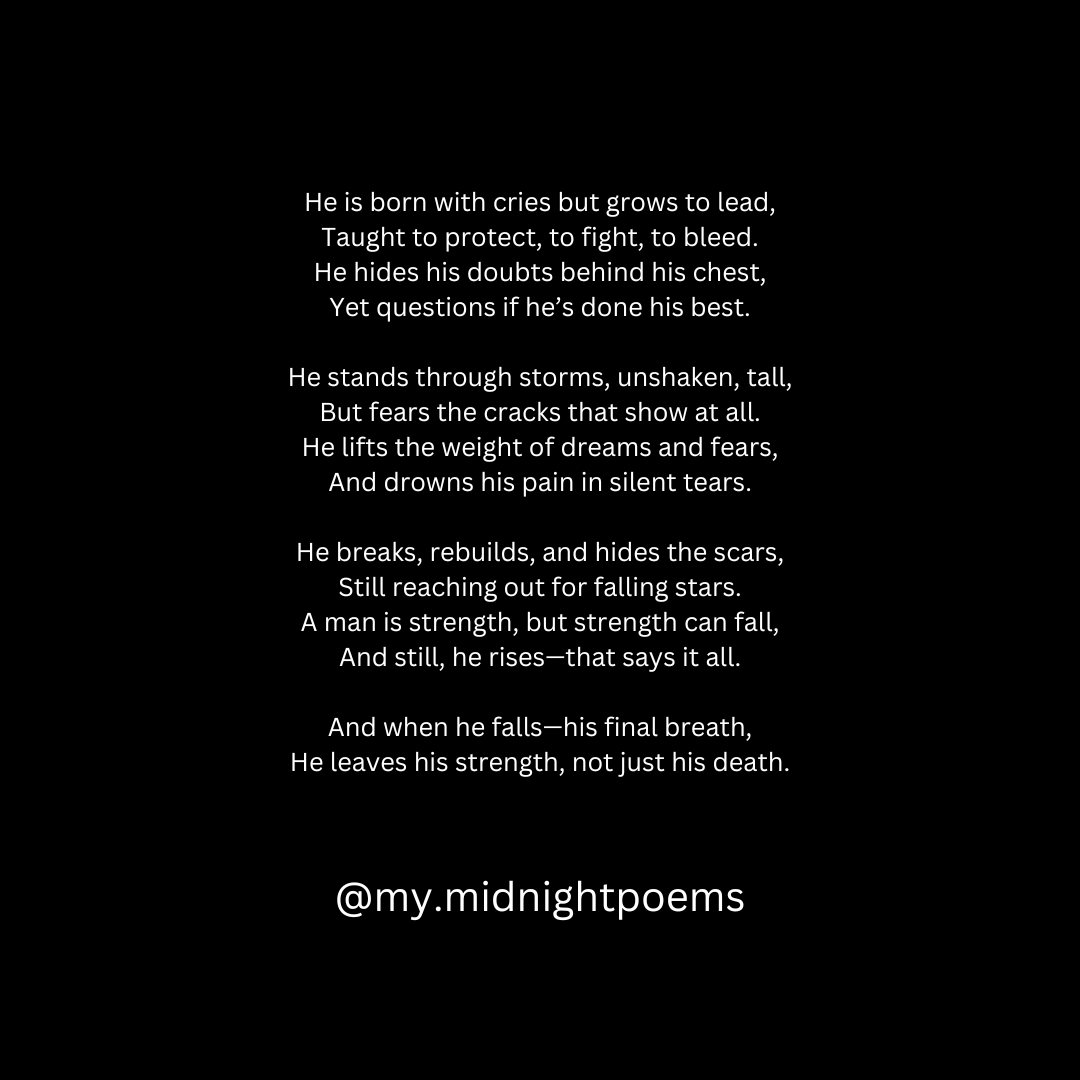 He is born with cries but grows to lead,
Taught to protect, to fight, to bleed.
He hides his doubts behind his chest,
Yet questions if he’s done his best.
He stands through storms, unshaken, tall,
But fears the cracks that show at all.
He lifts the weight of dreams and fears,
And drowns his pain in silent tears.
He breaks, rebuilds, and hides the scars,
Still reaching out for falling stars.
A man is strength, but strength can fall,
And still, he rises—that says it all.
And when he falls—his final breath,
He leaves his strength, not just his death.
@my.midnightpoems